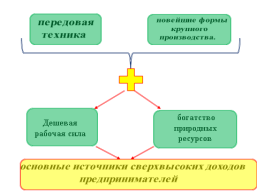 передовая
техника
новейшие формы
крупного
производства.
Дешевая
рабочая сила
богатство
природных
ресурсов
основные источники сверхвысоких доходов
предпринимателей